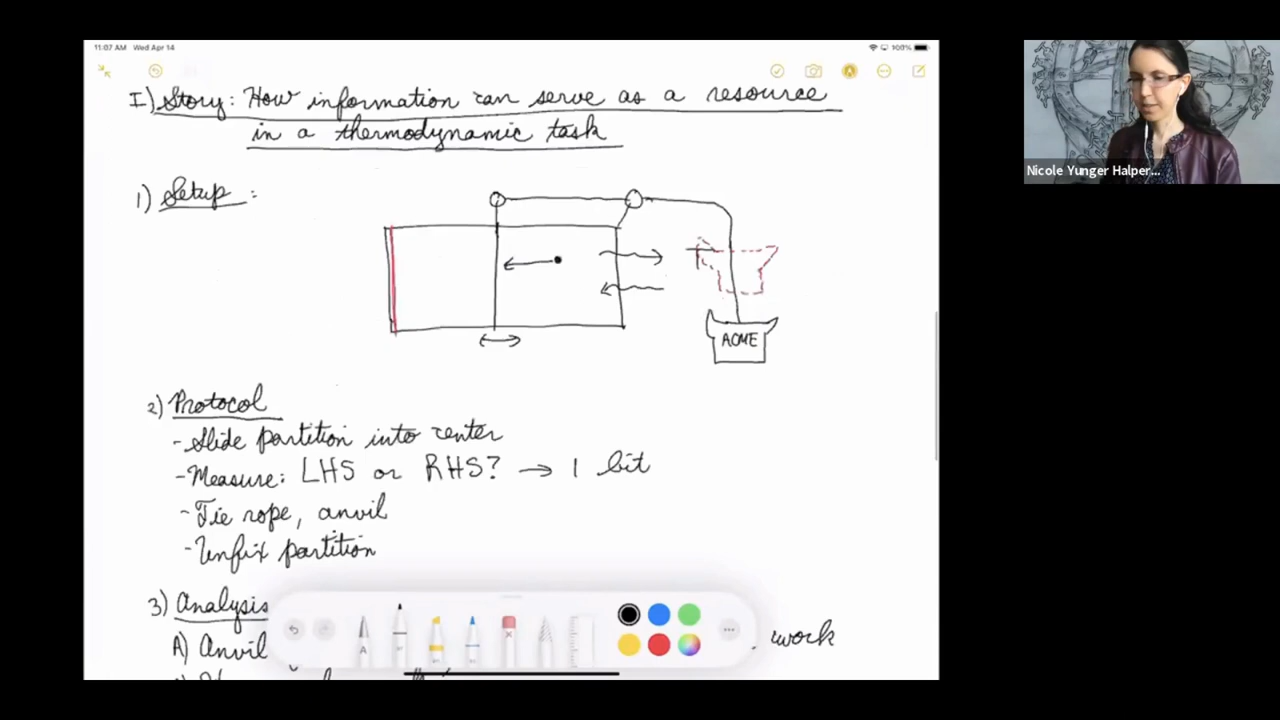 11:07 AM Wed Apr 14
100%
I.) Story: How information can serve as a resource
in a thermodynamic task
1) Setup:
ACME
2) Protocol
- Slide partition into center
- Measure: LHS or RHS? → 1 bit
- Tie rope, anvil
- Unfix partition
3) Analysis
A) Anvil
work
A
Nicole Yunger Halper...